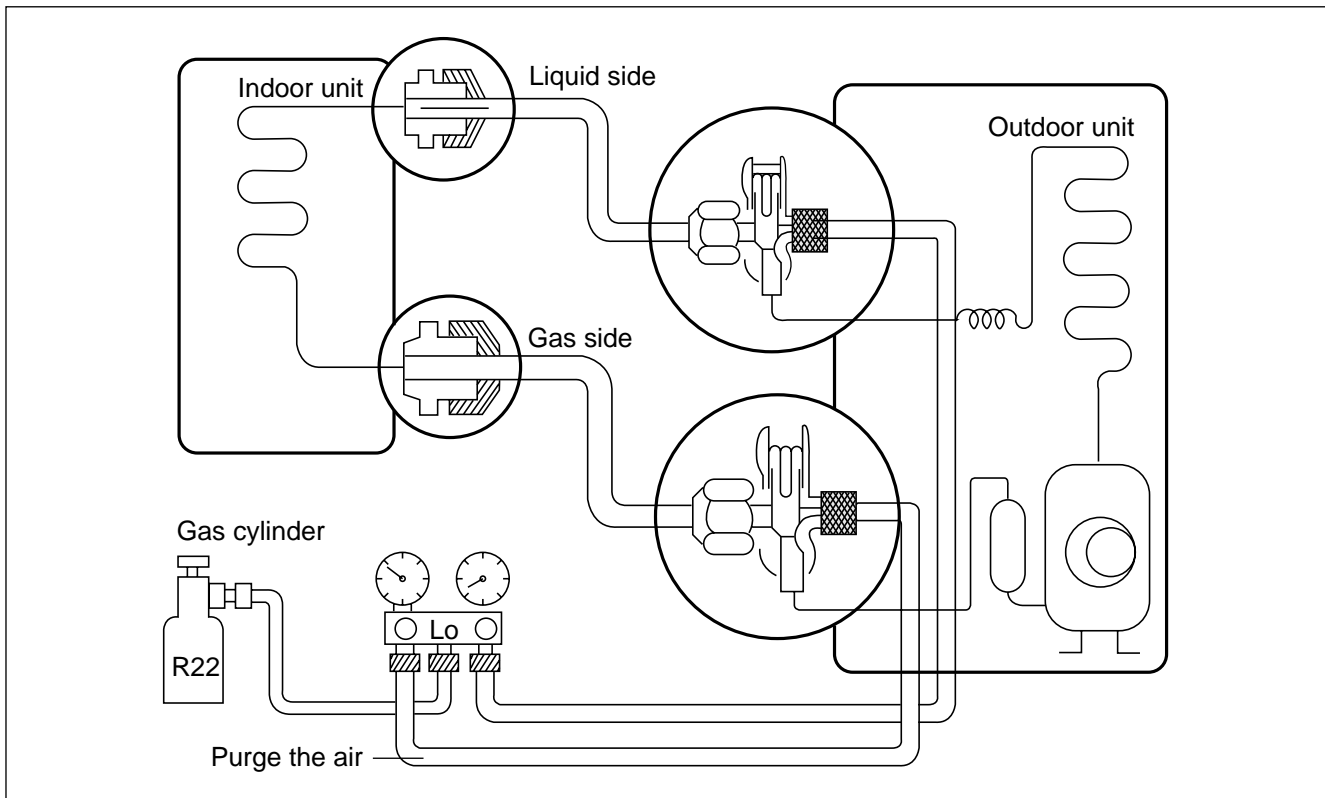 Indoor unit
Liquid side
Outdoor unit
Gas side
Gas cylinder
Lo
R22
Purge the air